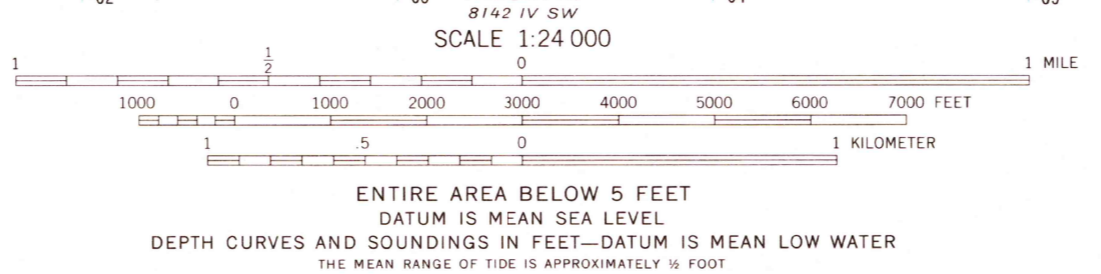 8142 IV SW
SCALE 1:24 000
1 ½ 0 1 MILE
1000 0 1000 2000 3000 4000 5000 6000 7000 FEET
1 .5 0 1 KILOMETER
ENTIRE AREA BELOW 5 FEET
DATUM IS MEAN SEA LEVEL
DEPTH CURVES AND SOUNDINGS IN FEET—DATUM IS MEAN LOW WATER
THE MEAN RANGE OF TIDE IS APPROXIMATELY ½ FOOT